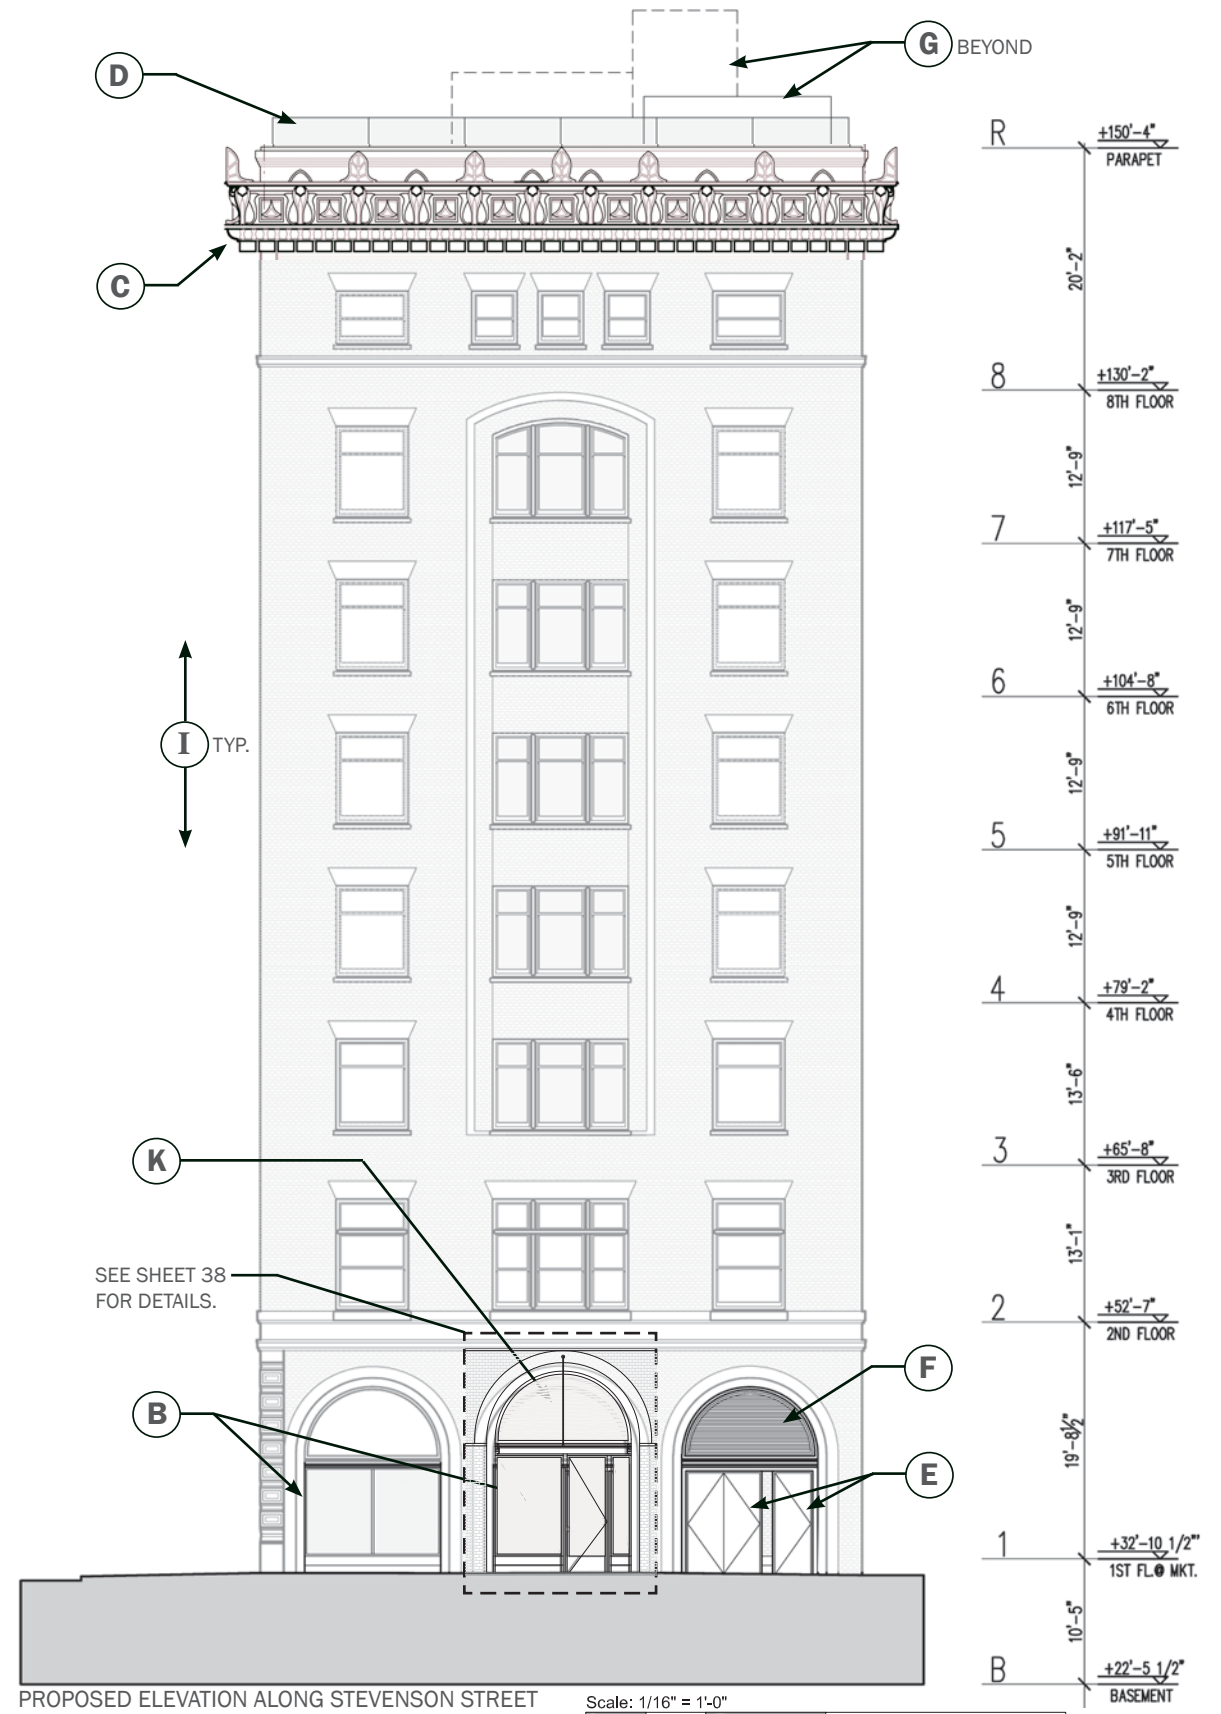 G BEYOND
D
R
+150'-4"
PARAPET
C
20'-2"
8
+130'-2"
8TH FLOOR
12'-9"
7
+117'-5"
7TH FLOOR
12'-9"
6
+104'-8"
6TH FLOOR
I TYP.
12'-9"
5
+91'-11"
5TH FLOOR
12'-9"
4
+79'-2"
4TH FLOOR
13'-6"
K
3
+65'-8"
3RD FLOOR
13'-1"
SEE SHEET 38
FOR DETAILS.
2
+52'-7"
2ND FLOOR
F
B
19'-8½"
E
1
+32'-10 1/2"'
1ST FL.@ MKT.
10'-5"
B
+22'-5 1/2"
BASEMENT
PROPOSED ELEVATION ALONG STEVENSON STREET
Scale: 1/16" = 1'-0"